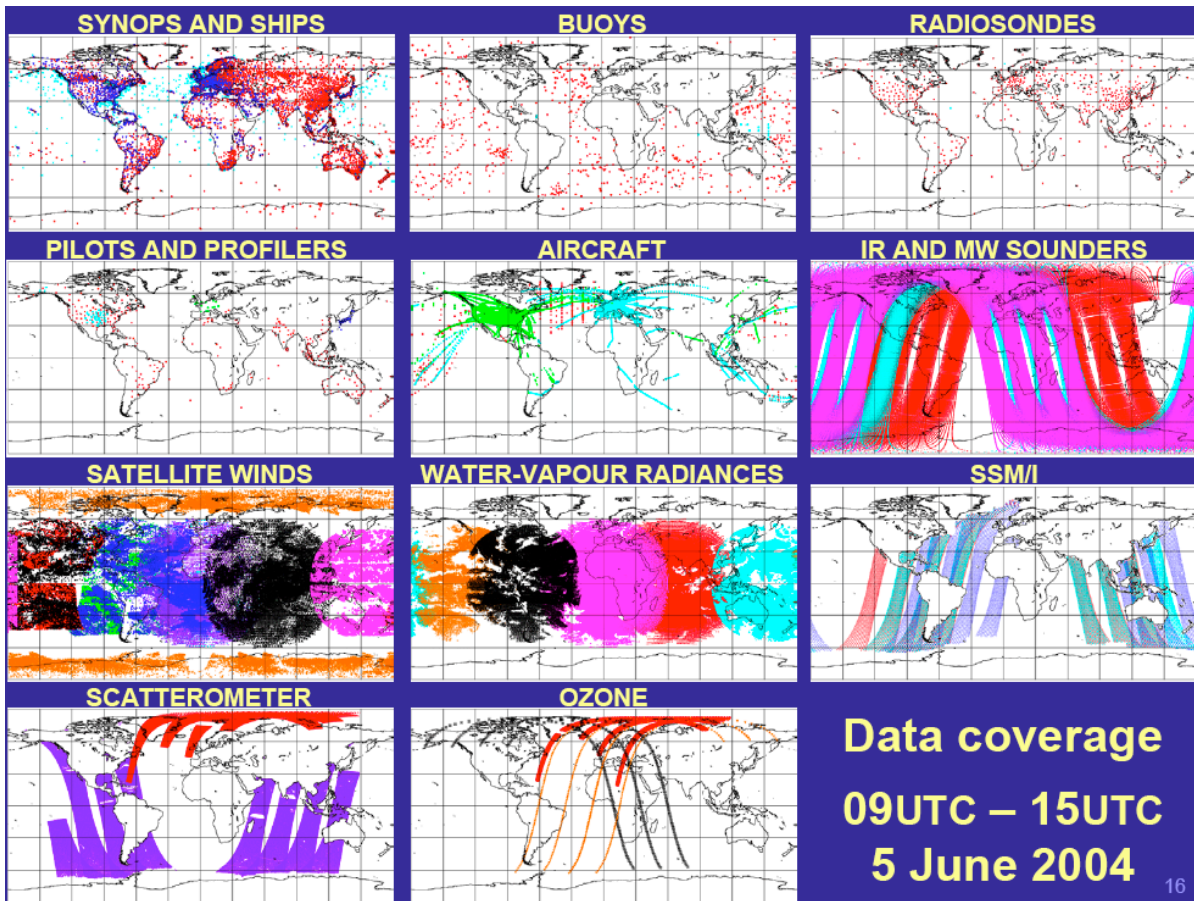 SYNOPS AND SHIPS
BUOYS
RADIOSONDES
PILOTS AND PROFILERS
AIRCRAFT
IR AND MW SOUNDERS
SATELLITE WINDS
WATER-VAPOUR RADIANCES
SSM/I
SCATTEROMETER
OZONE
Data coverage
09UTC – 15UTC
5 June 2004
16